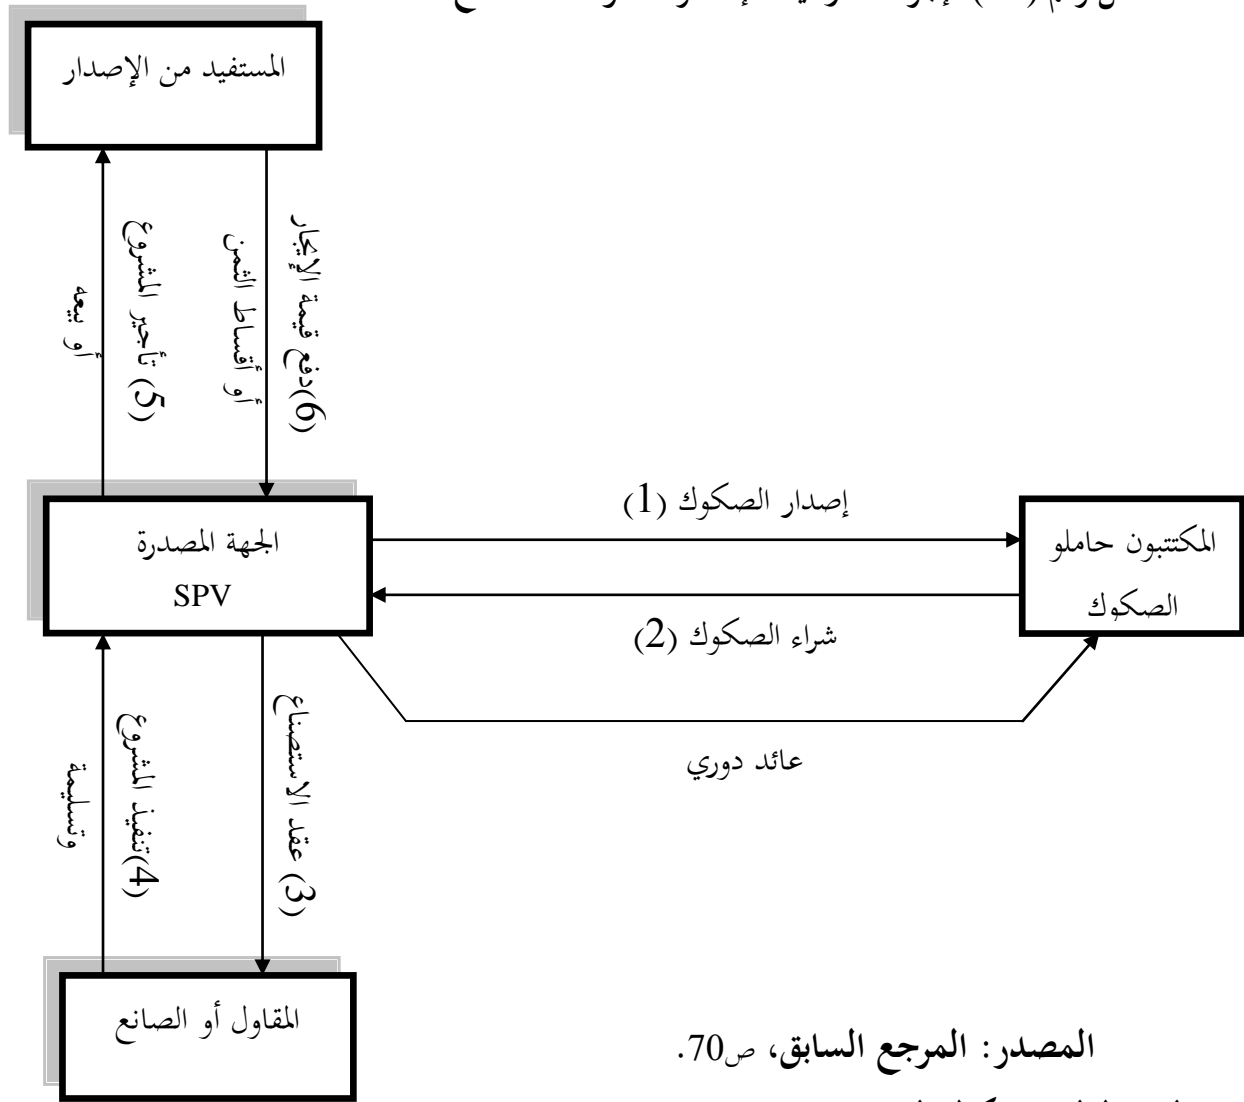 المستفيد من الإصدار
(5) تأجير المشروع
أو بيعه
(6)دفع قيمة الإيجار
أو أقساط الثمن
الجهة المصدرة
SPV
إصدار الصكوك (1)
شراء الصكوك (2)
المكتتبون حاملو
الصكوك
عائد دوري
(3) عقد الاستصناع
(4)تنفيذ المشروع
وتسليمة
المقاول أو الصانع
المصدر: المرجع السابق، ص70.